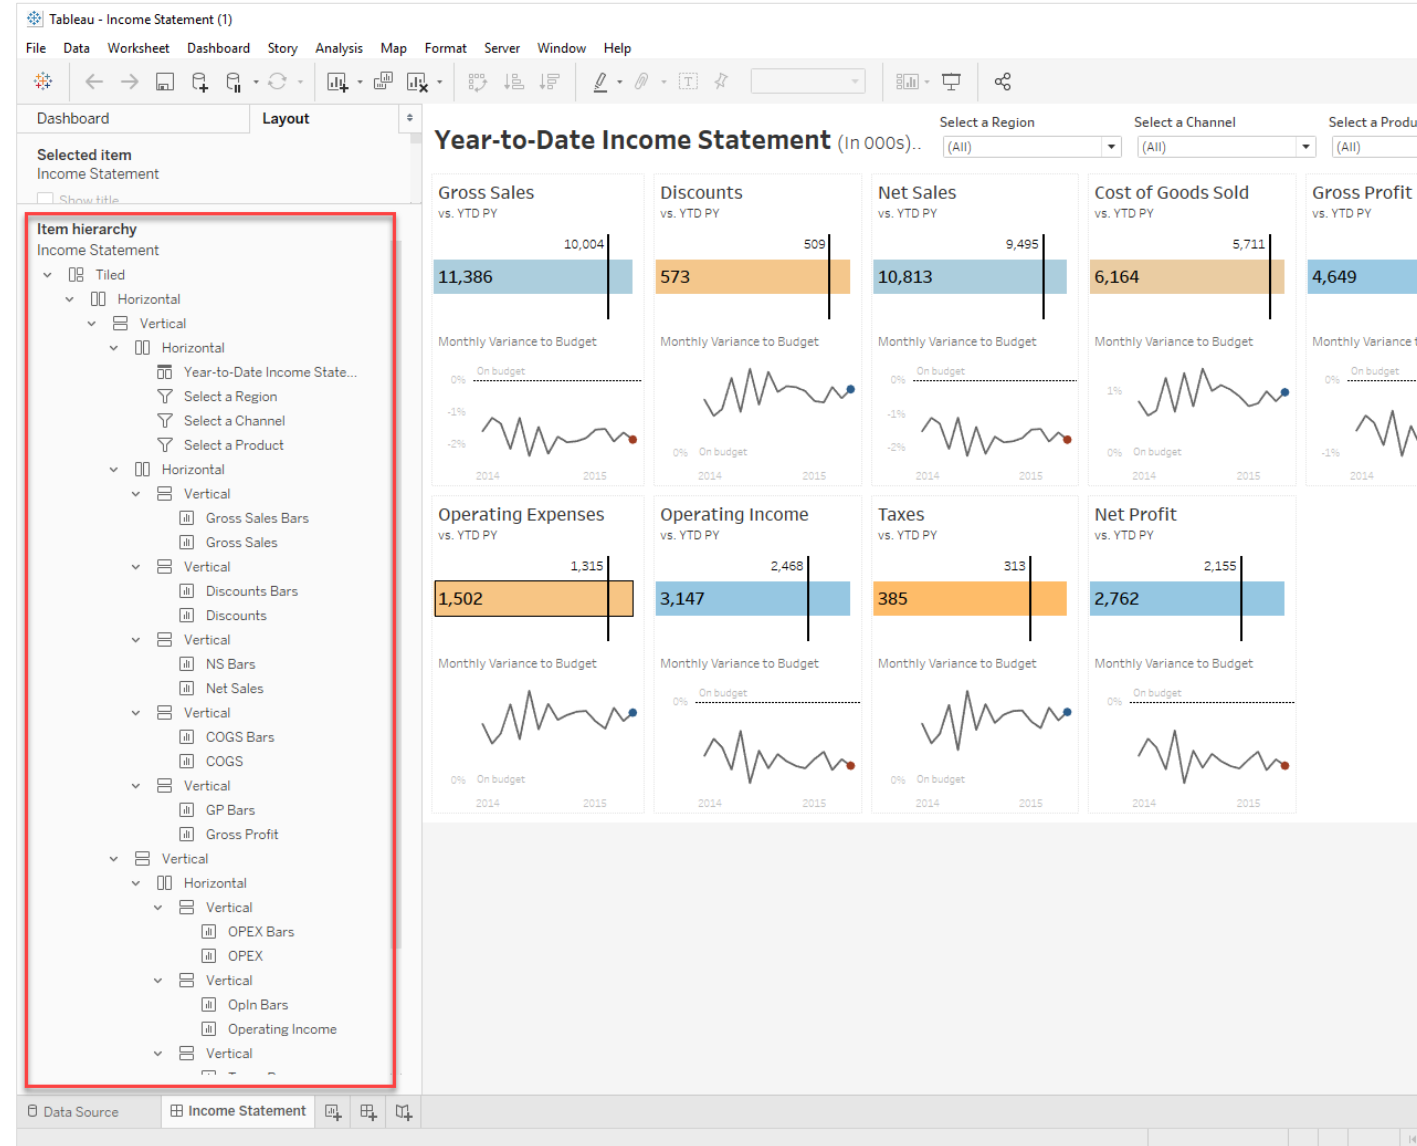 Tableau - Income Statement (1)
File Data Worksheet Dashboard Story Analysis Map Format Server Window Help
Dashboard Layout
Selected item
Income Statement
Show title
Item hierarchy
Income Statement
Tiled
Horizontal
Vertical
Horizontal
Year-to-Date Income State...
Select a Region
Select a Channel
Select a Product
Horizontal
Vertical
Gross Sales Bars
Gross Sales
Vertical
Discounts Bars
Discounts
Vertical
NS Bars
Net Sales
Vertical
COGS Bars
COGS
Vertical
GP Bars
Gross Profit
Vertical
Horizontal
Vertical
OPEX Bars
OPEX
Vertical
OpIn Bars
Operating Income
Vertical
Year-to-Date Income Statement (In 000s)..
Select a Region
(All)
Select a Channel
(All)
Select a Produ
(All)
Gross Sales
vs. YTD PY
10,004
11,386
Monthly Variance to Budget
On budget
0%
-1%
-2%
2014 2015
Discounts
vs. YTD PY
509
573
Monthly Variance to Budget
0% On budget
2014 2015
Net Sales
vs. YTD PY
9,495
10,813
Monthly Variance to Budget
On budget
0%
-1%
-2%
2014 2015
Cost of Goods Sold
vs. YTD PY
5,711
6,164
Monthly Variance to Budget
1%
0% On budget
2014 2015
Gross Profit
vs. YTD PY
4,649
Monthly Variance t
On budget
0%
-1%
2014
Operating Expenses
vs. YTD PY
1,315
1,502
Monthly Variance to Budget
0% On budget
2014 2015
Operating Income
vs. YTD PY
2,468
3,147
Monthly Variance to Budget
On budget
0%
2014 2015
Taxes
vs. YTD PY
313
385
Monthly Variance to Budget
0% On budget
2014 2015
Net Profit
vs. YTD PY
2,155
2,762
Monthly Variance to Budget
On budget
0%
2014 2015
Data Source Income Statement